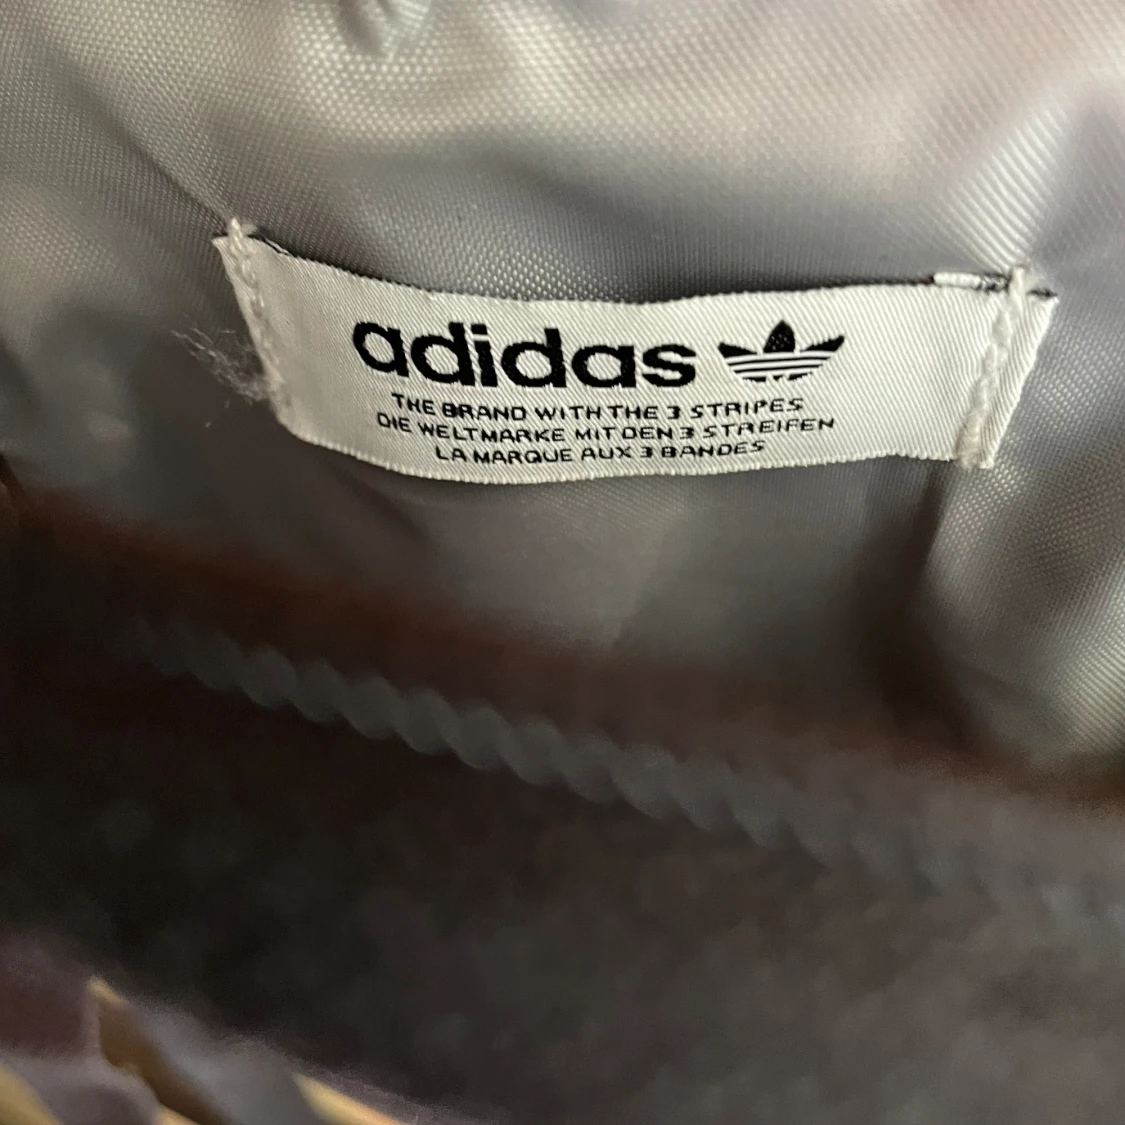 adidas
THE BRAND WITH THE 3 STRIPES
DIE WELTMARKE MIT DEN 3 STREIFEN
LA MARQUE AUX 3 BANDES